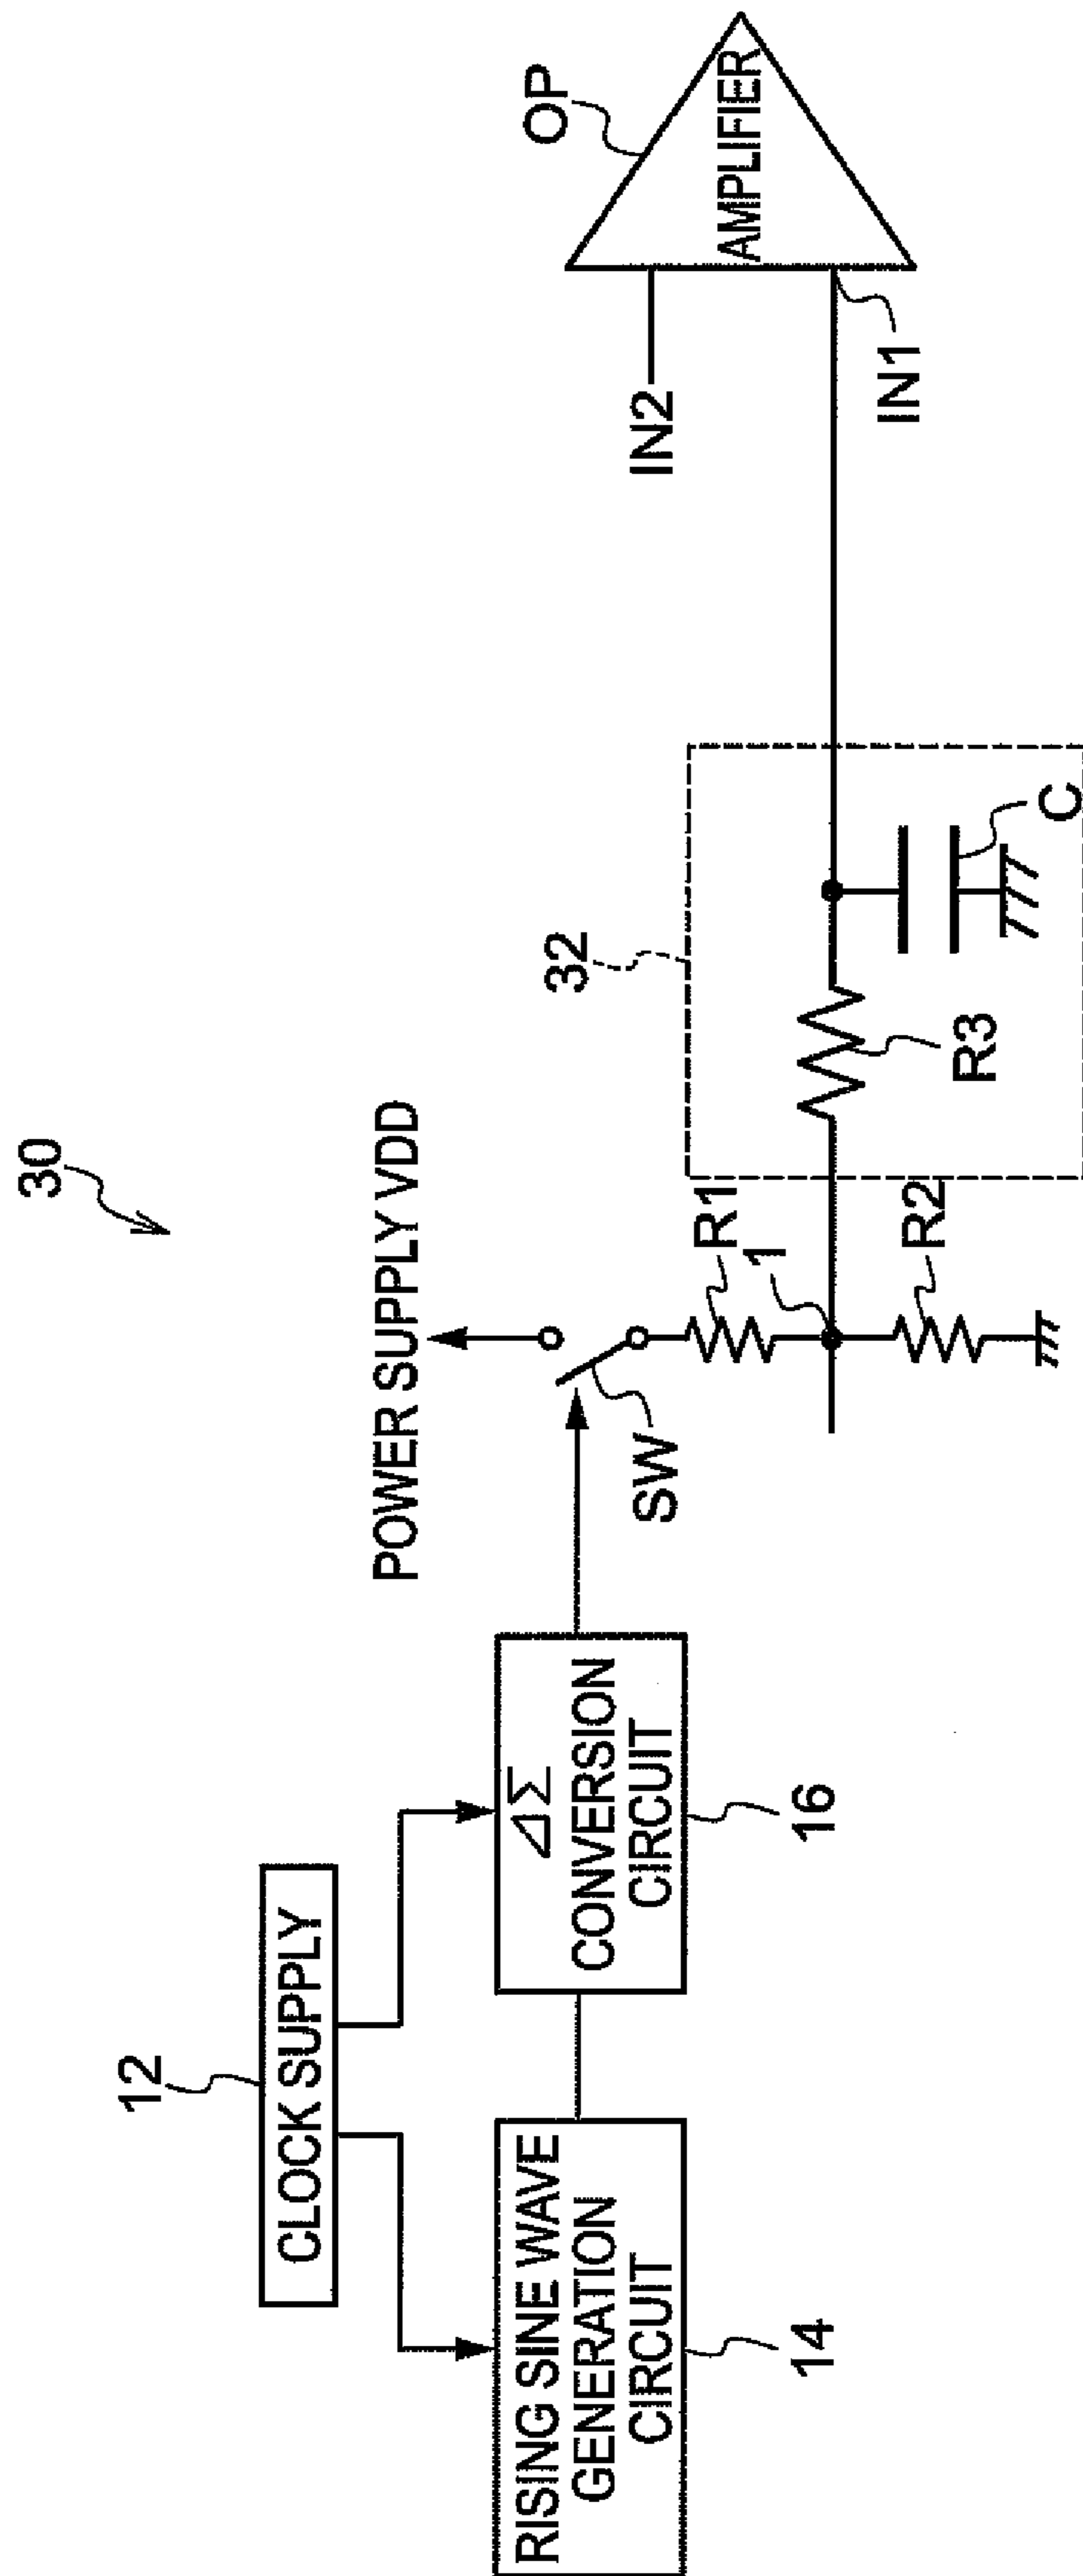 30
12
CLOCK SUPPLY
RISING SINE WAVE
GENERATION
CIRCUIT
14
ΔΣ
CONVERSION
CIRCUIT
16
POWER SUPPLY VDD
SW
R1
1
R2
32
R3
C
IN2
IN1
OP
AMPLIFIER